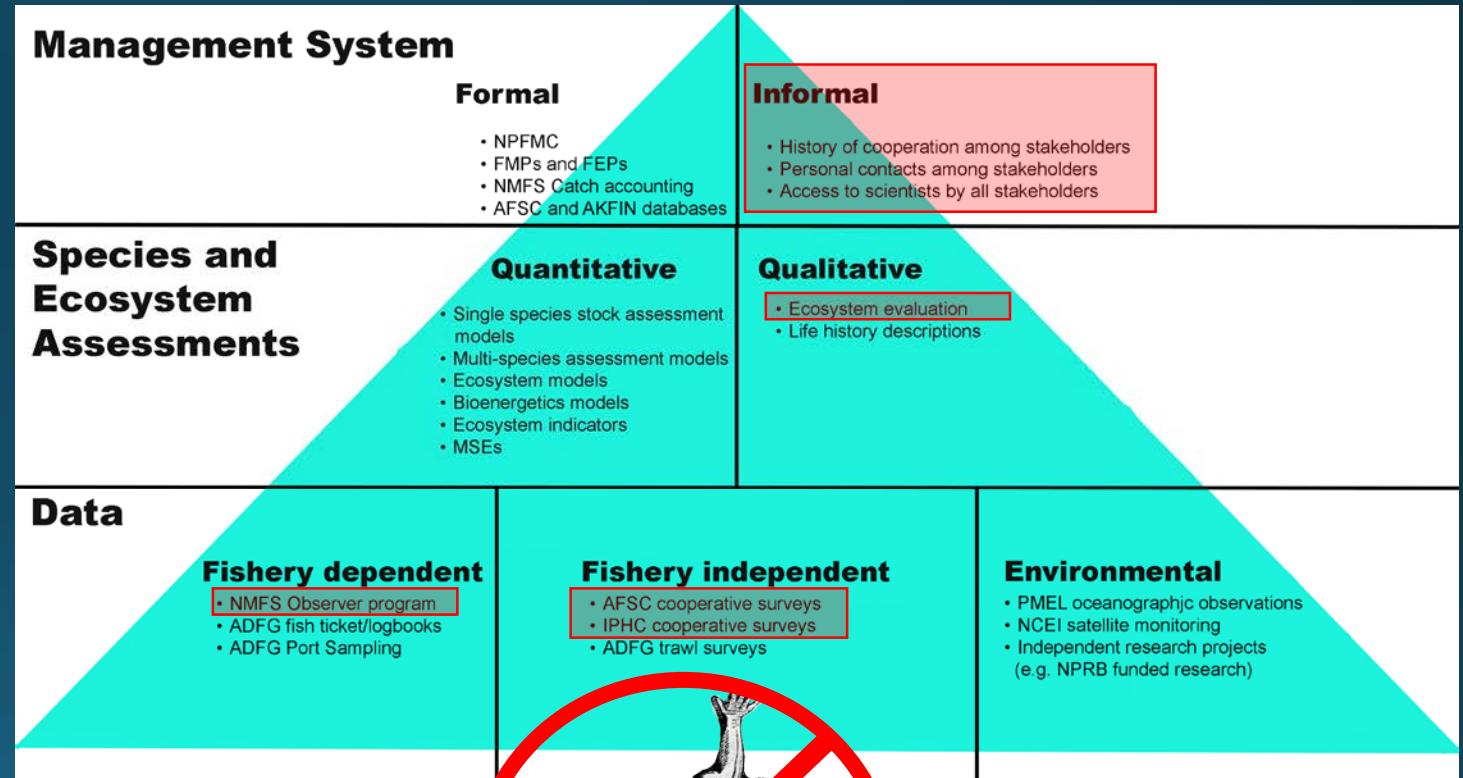 Management System
Formal
• NPFMC
• FMPs and FEPs
• NMFS Catch accounting
• AFSC and AKFIN databases
Informal
• History of cooperation among stakeholders
• Personal contacts among stakeholders
• Access to scientists by all stakeholders
Species and
Ecosystem
Assessments
Quantitative
• Single species stock assessment
models
• Multi-species assessment models
• Ecosystem models
• Bioenergetics models
• Ecosystem indicators
• MSEs
Qualitative
• Ecosystem evaluation
• Life history descriptions
Data
Fishery dependent
• NMFS Observer program
• ADFG fish ticket/logbooks
• ADFG Port Sampling
Fishery independent
• AFSC cooperative surveys
• IPHC cooperative surveys
• ADFG trawl surveys
Environmental
• PMEL oceanographjc observations
• NCEI satellite monitoring
• Independent research projects
(e.g. NPRB funded research)